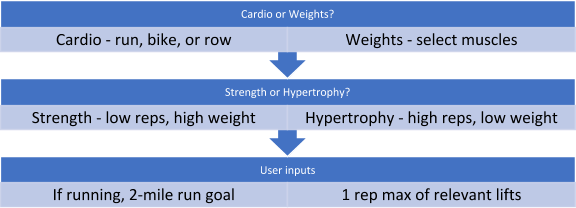 Cardio or Weights?
Cardio - run, bike, or row
Weights - select muscles
Strength or Hypertrophy?
Strength - low reps, high weight
Hypertrophy - high reps, low weight
User inputs
If running, 2-mile run goal
1 rep max of relevant lifts